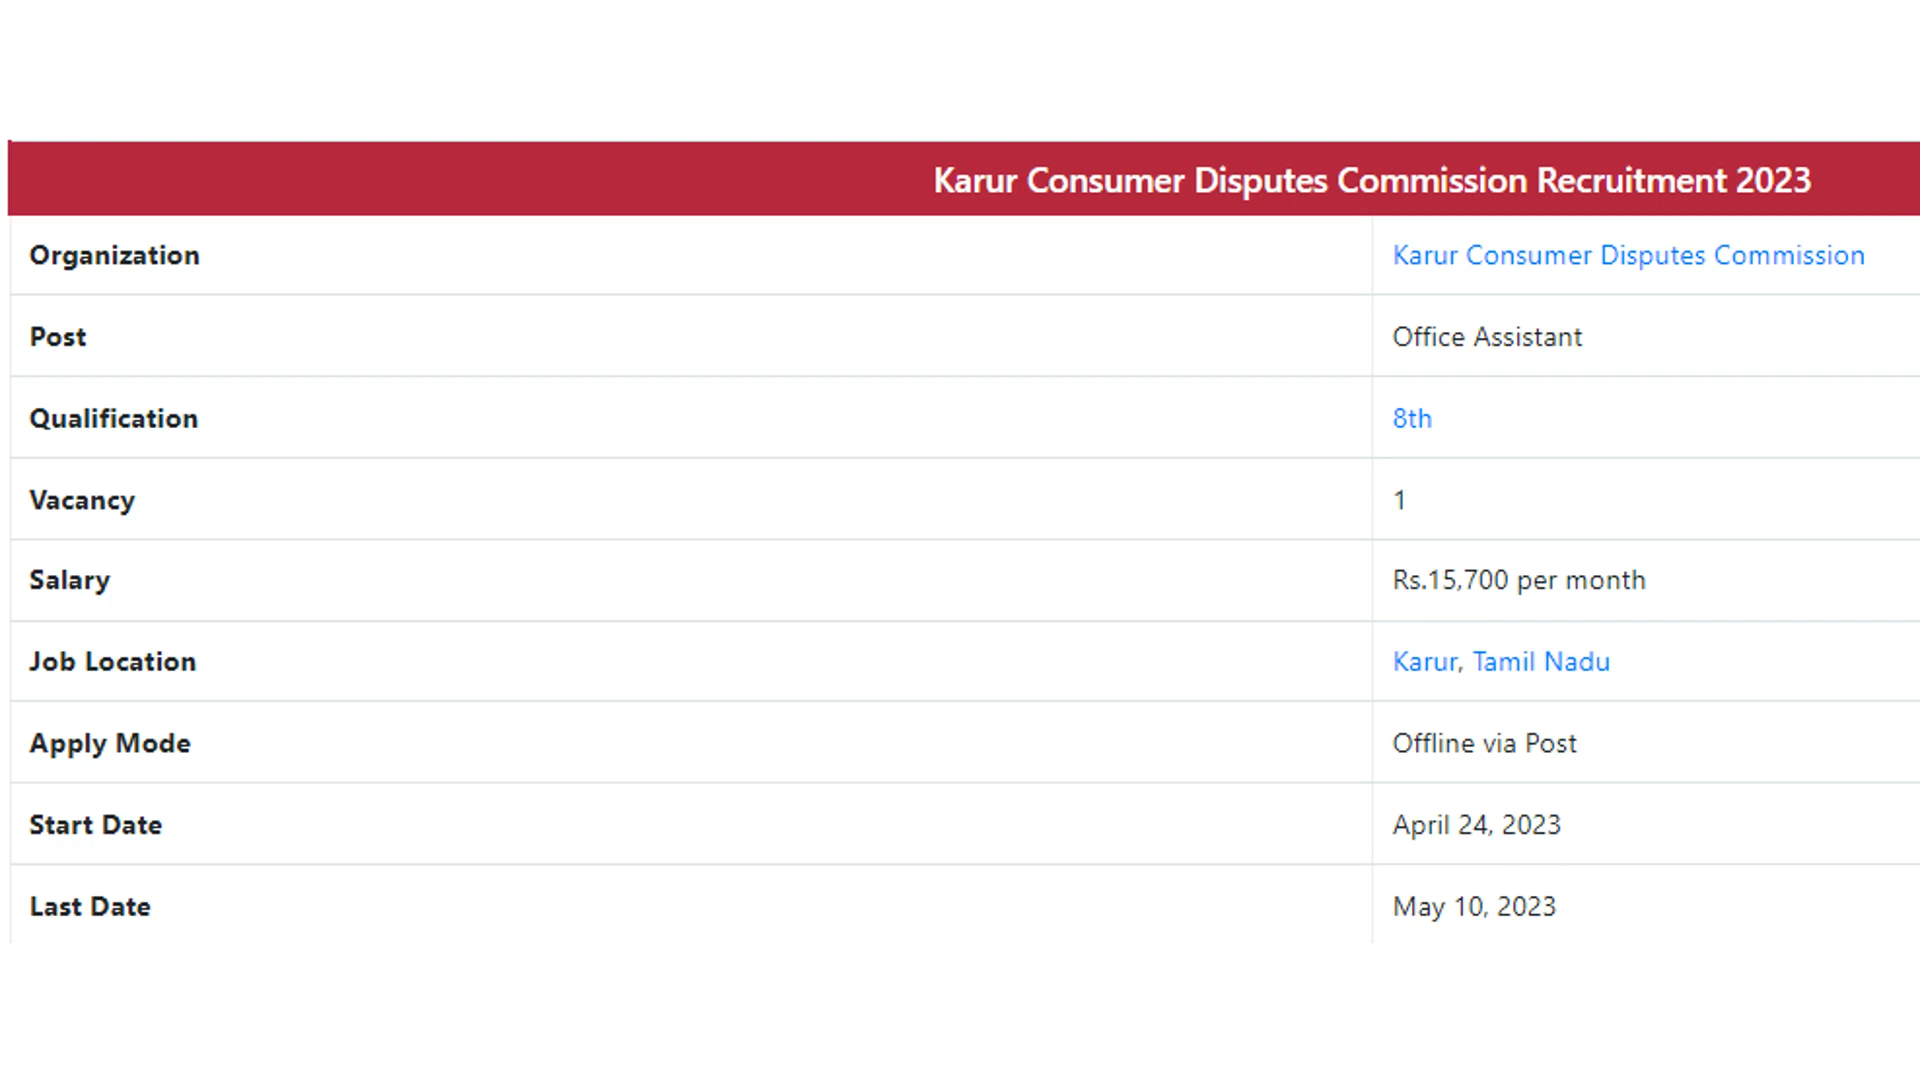 Karur Consumer Disputes Commission Recruitment 2023
Organization Karur Consumer Disputes Commission
Post Office Assistant
Qualification 8th
Vacancy 1
Salary Rs.15,700 per month
Job Location Karur, Tamil Nadu
Apply Mode Offline via Post
Start Date April 24, 2023
Last Date May 10, 2023